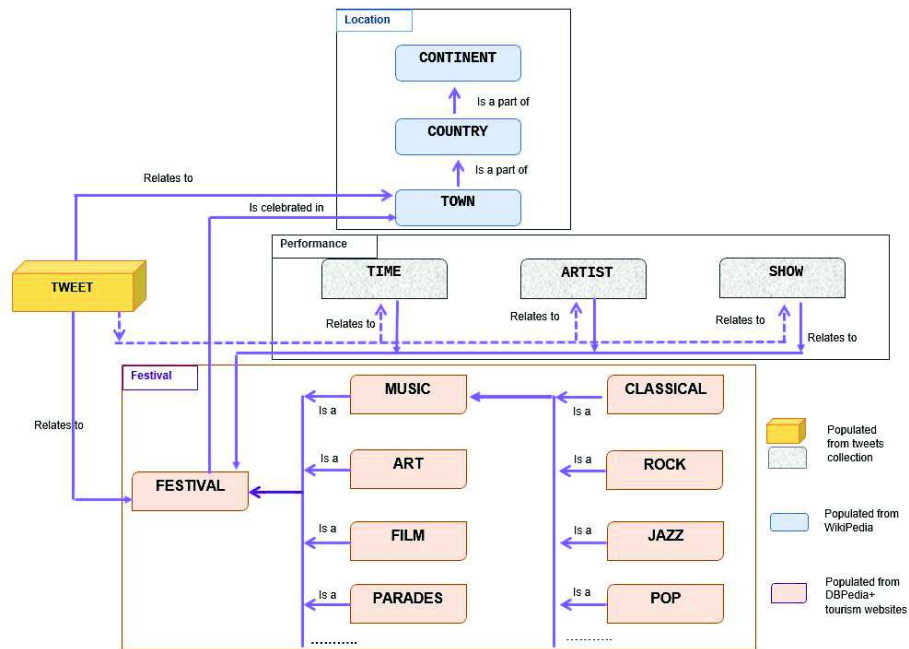 Location
CONTINENT
Is a part of
COUNTRY
Is a part of
Relates to
TOWN
Is celebrated in
Performance
TIME
ARTIST
SHOW
TWEET
Relates to
Relates to
Relates to
Relates to
Festival
MUSIC
CLASSICAL
Is a
Is a
Relates to
Populated
from tweets
collection
Is a
ART
Is a
ROCK
FESTIVAL
Populated from
WikiPedia
Is a
FILM
Is a
JAZZ
Populated from
DBPedia+
tourism websites
Is a
PARADES
Is a
POP
...........
...........